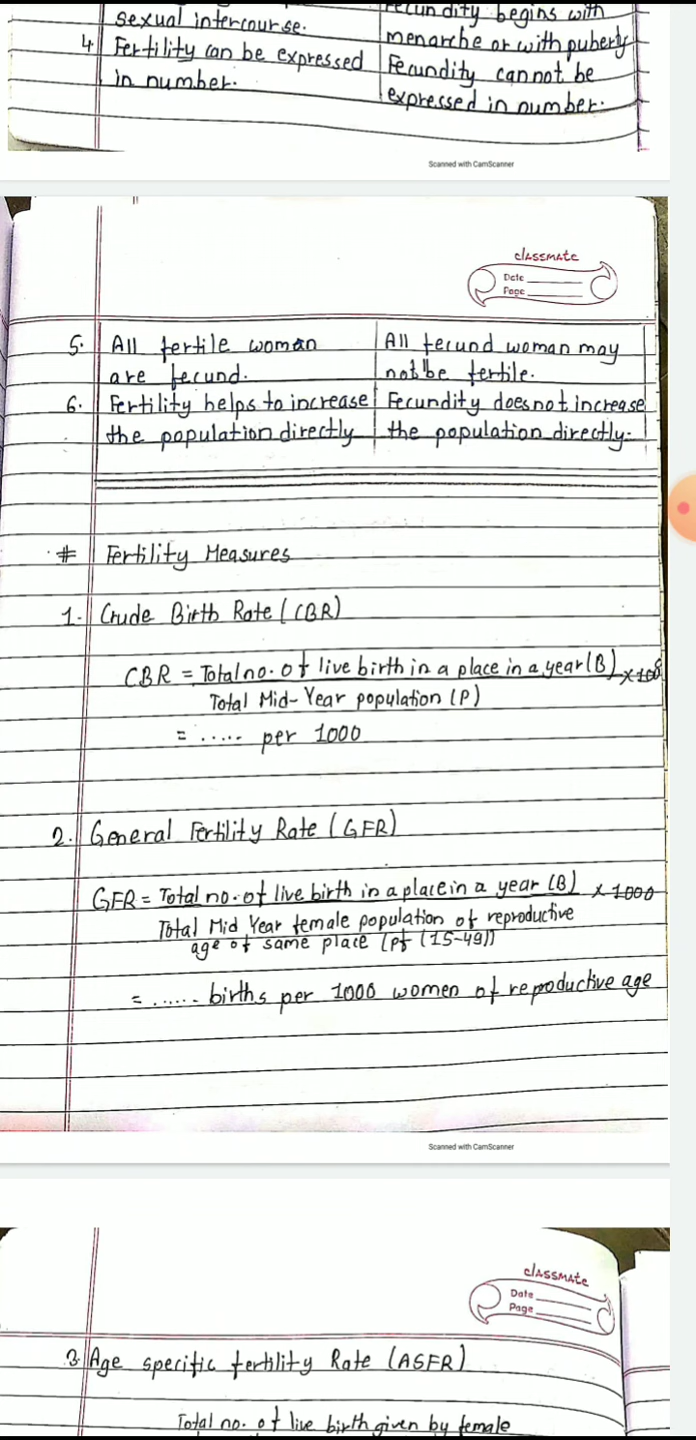 sexual intercourse.
4. Fertility can be expressed
in number.
Fecundity begins with
menarche or with puberty
Fecundity cannot be
expressed in number.
Scanned with CamScanner
classmate
Date
Page
5. All fertile woman
are fecund.
All fecund woman may
not be fertile.
6. Fertility helps to increase
the population directly
Fecundity does not increase
the population directly.
# Fertility Measures
1. Crude Birth Rate (CBR)
CBR = Total no. of live birth in a place in a year (B) × 1000
Total Mid-Year population (P)
= ..... per 1000
2. General Fertility Rate (GFR)
GFR = Total no. of live birth in a place in a year (B) × 1000
Total Mid Year female population of reproductive
age of same place (Pf (15-49))
= ...... births per 1000 women of reproductive age
Scanned with CamScanner
classmate
Date
Page
3. Age specific fertility Rate (ASFR)
Total no. of live birth given by female